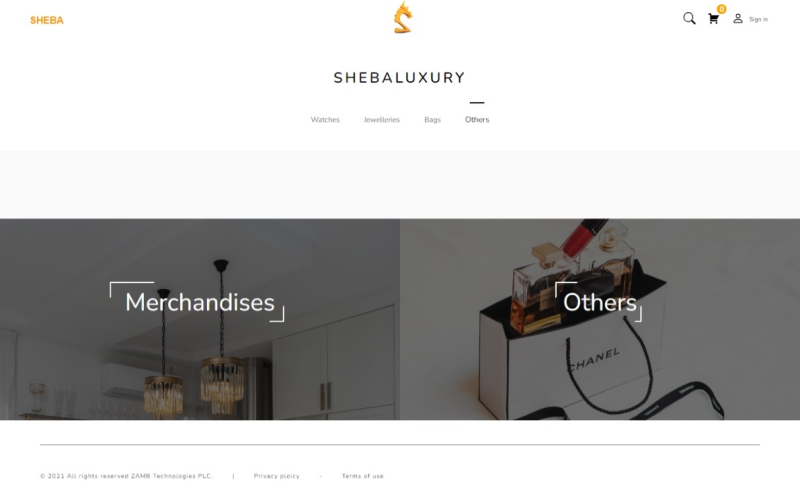 SHEBA
0
Sign in
SHEBALUXURY
Watches Jewelleries Bags Others
Merchandises Others
CHANEL
© 2021 All rights reserved ZAMB Technologies PLC. | Privacy ploicy - Terms of use